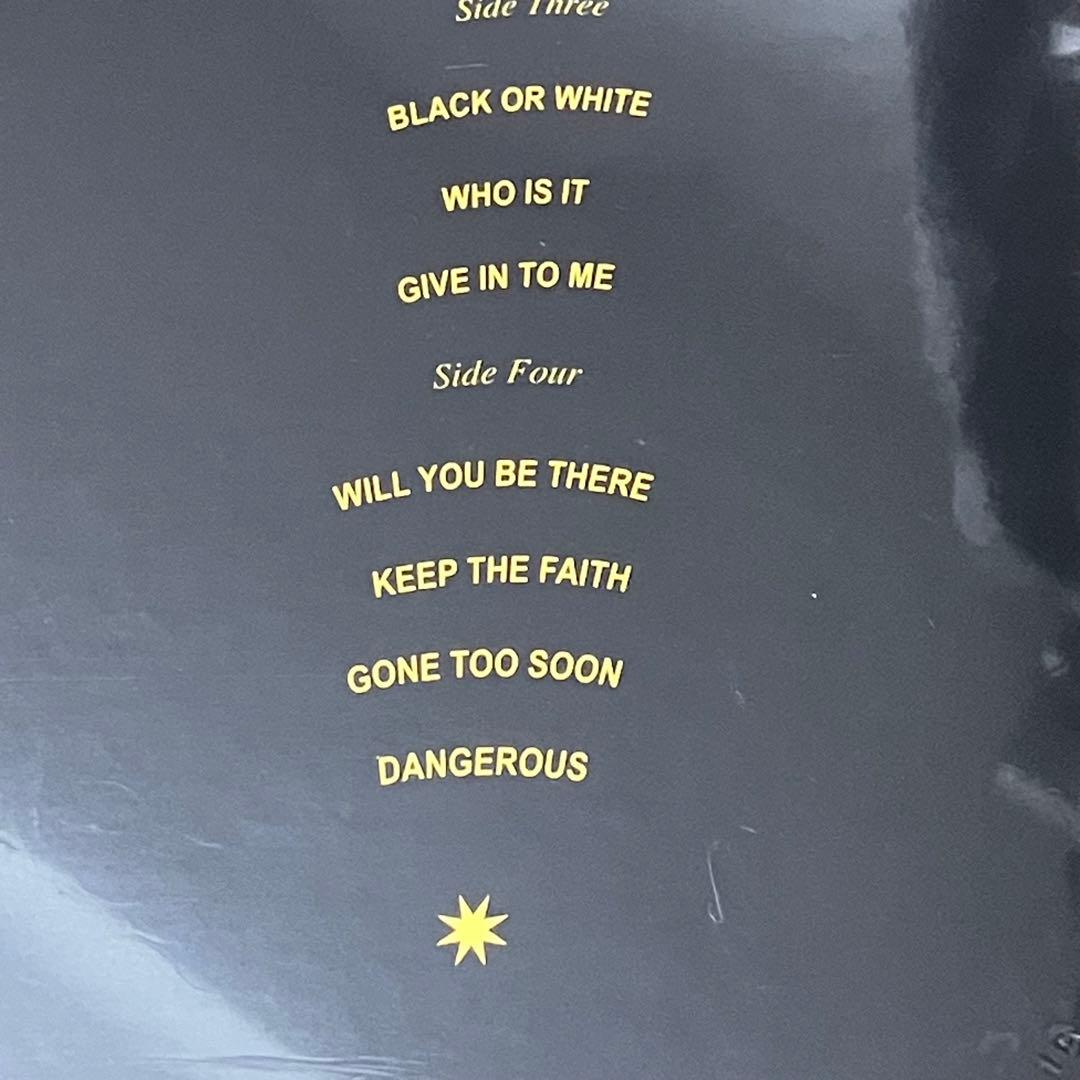 Side Three
BLACK OR WHITE
WHO IS IT
GIVE IN TO ME
Side Four
WILL YOU BE THERE
KEEP THE FAITH
GONE TOO SOON
DANGEROUS